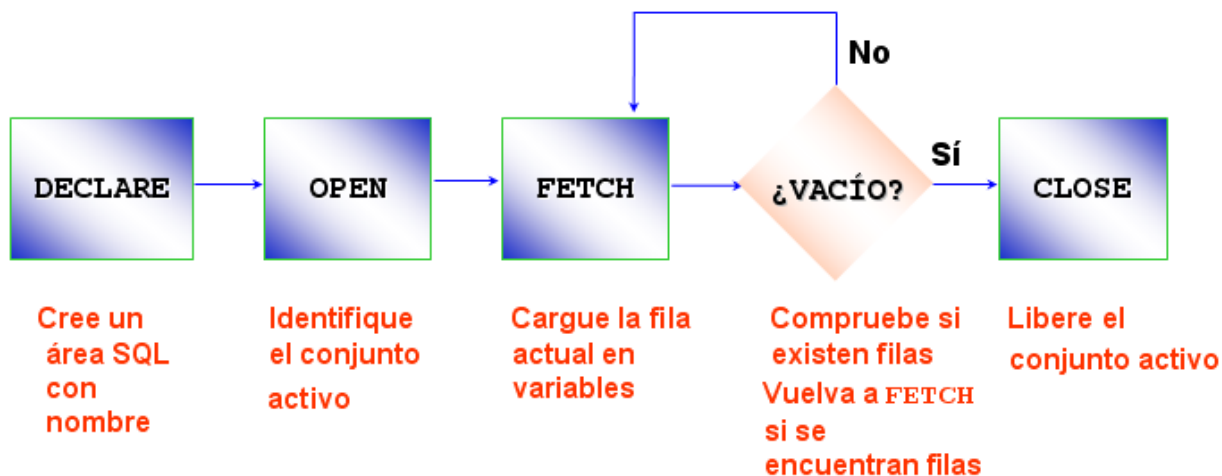 No
DECLARE
OPEN
FETCH
¿VACÍO?
Sí
CLOSE
Cree un
área SQL
con
nombre
Identifique
el conjunto
activo
Cargue la fila
actual en
variables
Compruebe si
existen filas
Vuelva a FETCH
si se
encuentran filas
Libere el
conjunto activo